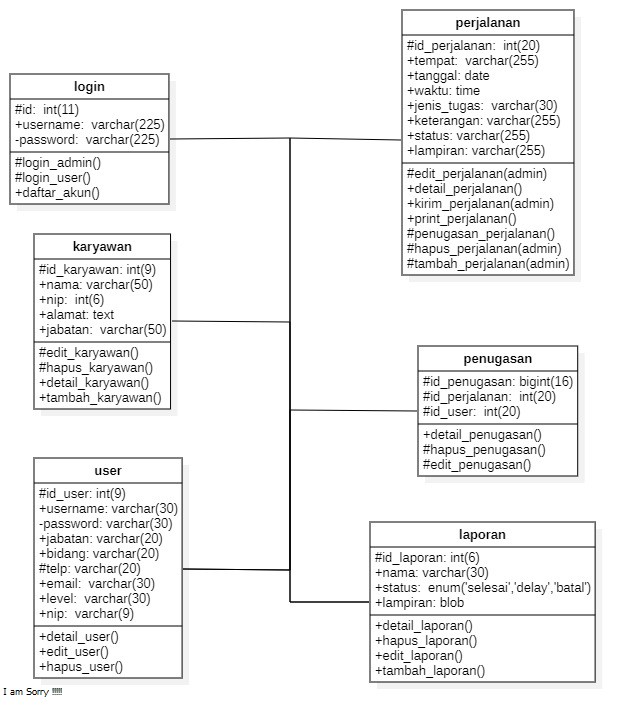 login
#id:  int(11)
+username:  varchar(225)
-password:  varchar(225)
#login_admin()
#login_user()
+daftar_akun()
karyawan
#id_karyawan: int(9)
+nama: varchar(50)
+nip:  int(6)
+alamat: text
+jabatan:  varchar(50)
#edit_karyawan()
#hapus_karyawan()
+detail_karyawan()
+tambah_karyawan()
user
#id_user: int(9)
+username: varchar(30)
-password: varchar(30)
+jabatan: varchar(20)
+bidang: varchar(20)
#telp: varchar(20)
+email:  varchar(30)
+level:  varchar(30)
+nip:  varchar(9)
+detail_user()
+edit_user()
+hapus_user()
perjalanan
#id_perjalanan:  int(20)
+tempat:  varchar(255)
+tanggal: date
+waktu: time
+jenis_tugas:  varchar(30)
+keterangan: varchar(255)
+status: varchar(255)
+lampiran: varchar(255)
#edit_perjalanan(admin)
+detail_perjalanan()
+kirim_perjalanan(admin)
+print_perjalanan()
#penugasan_perjalanan()
#hapus_perjalanan(admin)
#tambah_perjalanan(admin)
penugasan
#id_penugasan: bigint(16)
#id_perjalanan:  int(20)
#id_user:  int(20)
+detail_penugasan()
#hapus_penugasan()
#edit_penugasan()
laporan
#id_laporan: int(6)
+nama: varchar(30)
+status:  enum('selesai','delay','batal')
+lampiran: blob
+detail_laporan()
+hapus_laporan()
+edit_laporan()
+tambah_laporan()
I am Sorry !!!!!